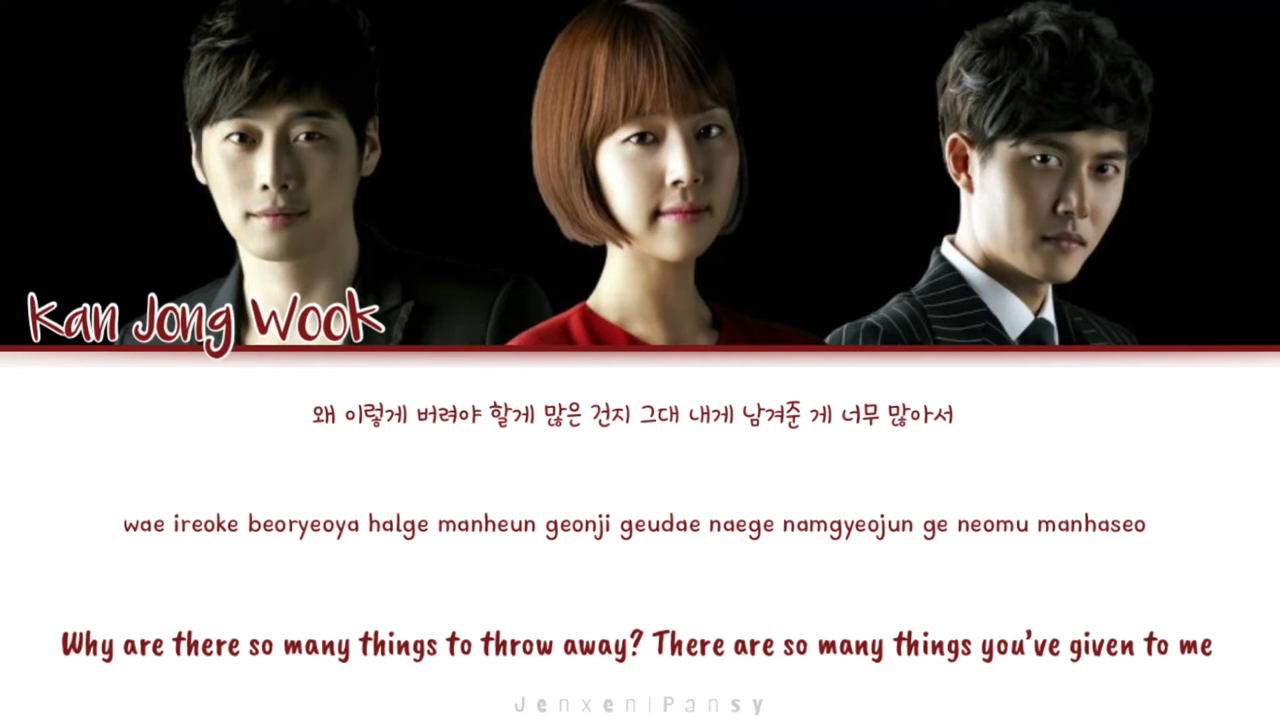 Kan Jong Wook
왜 이렇게 버려야 할게 많은 건지 그대 내게 남겨준 게 너무 많아서
wae ireoke beoryeoya halge manheun geonji geudae naege namgyeojun ge neomu manhaseo
Why are there so many things to throw away? There are so many things you've given to me
Jenxen|Pansy